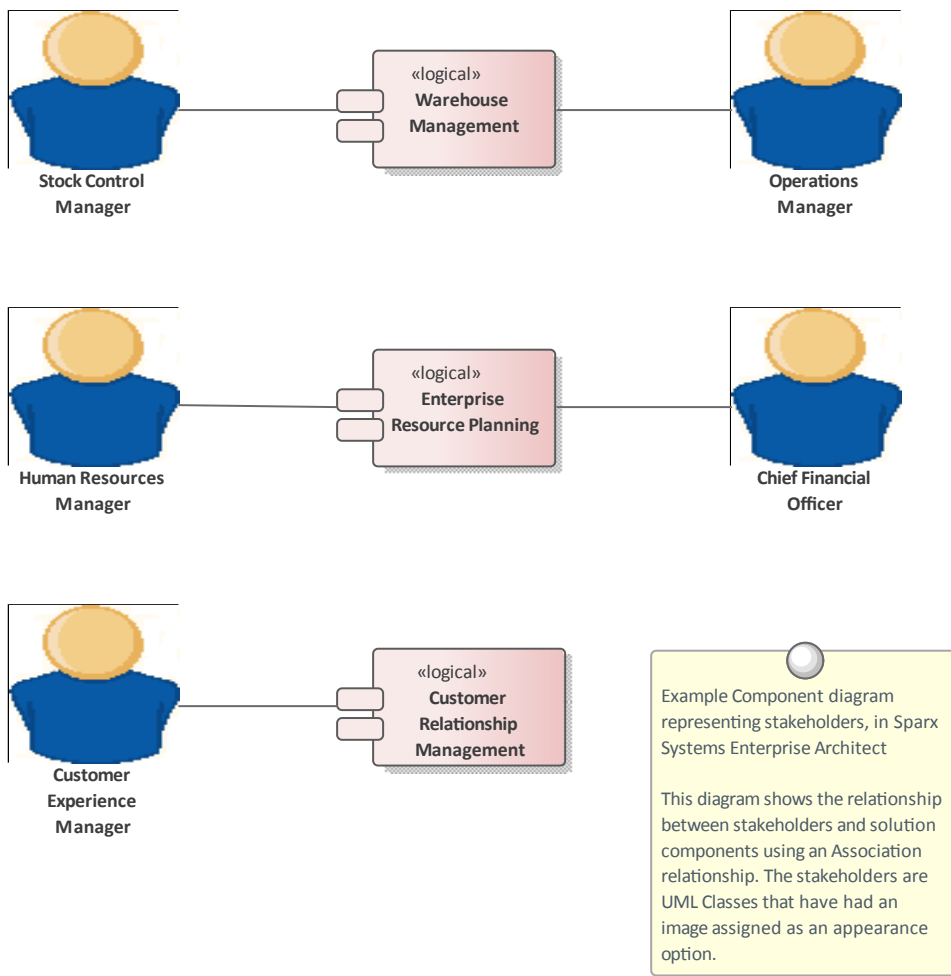 «logical»
Warehouse
Management
Stock Control
Manager
Operations
Manager
«logical»
Enterprise
Resource Planning
Human Resources
Manager
Chief Financial
Officer
«logical»
Customer
Relationship
Management
Customer
Experience
Manager
Example Component diagram
representing stakeholders, in Sparx
Systems Enterprise Architect
This diagram shows the relationship
between stakeholders and solution
components using an Association
relationship. The stakeholders are
UML Classes that have had an
image assigned as an appearance
option.